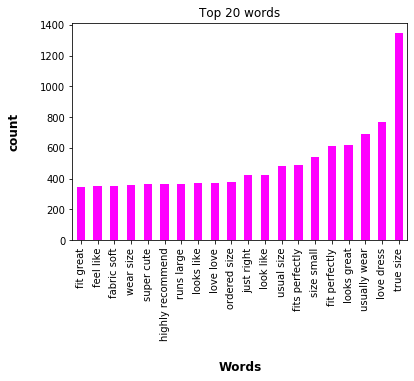 Top 20 words
1400
1200
1000
800
600
400
200
0
count
fit great
feel like
fabric soft
wear size
super cute
highly recommend
runs large
looks like
love love
ordered size
just right
look like
usual size
fits perfectly
size small
fit perfectly
looks great
usually wear
love dress
true size
Words